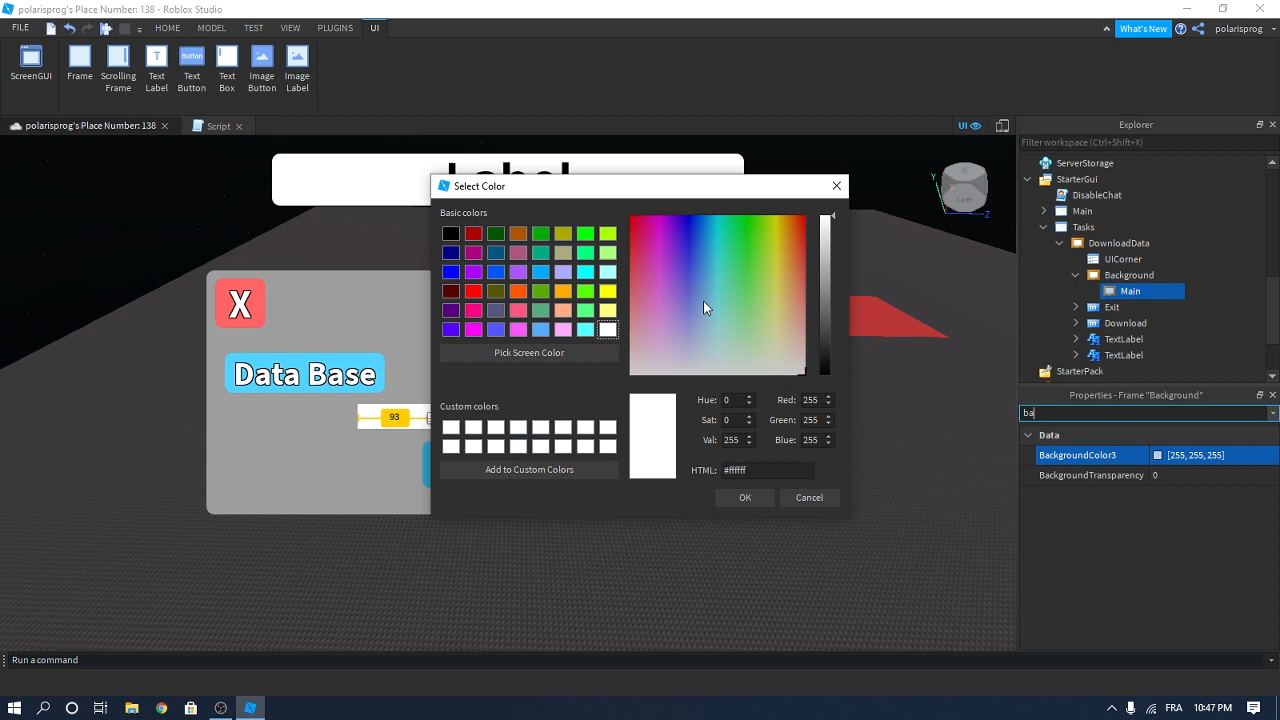 polarisprog's Place Number: 138 - Roblox Studio
FILE HOME MODEL TEST VIEW PLUGINS UI What's New polarisprog
ScreenGUI Frame Scrolling Frame Text Label Text Button Text Box Image Button Image Label
Button
polarisprog's Place Number: 138 Script UI
Explorer
Filter workspace (Ctrl+Shift+X)
ServerStorage
StarterGui
DisableChat
Main
Tasks
DownloadData
UICorner
Background
Main
Exit
Download
TextLabel
TextLabel
StarterPack
Label
X
Data Base
93
Y
Left
Z
Select Color
Basic colors
Pick Screen Color
Custom colors
Add to Custom Colors
Hue: 0 Red: 255
Sat: 0 Green: 255
Val: 255 Blue: 255
HTML: #ffffff
OK Cancel
Properties - Frame "Background"
ba
Data
BackgroundColor3 [255, 255, 255]
BackgroundTransparency 0
Run a command
FRA 10:47 PM